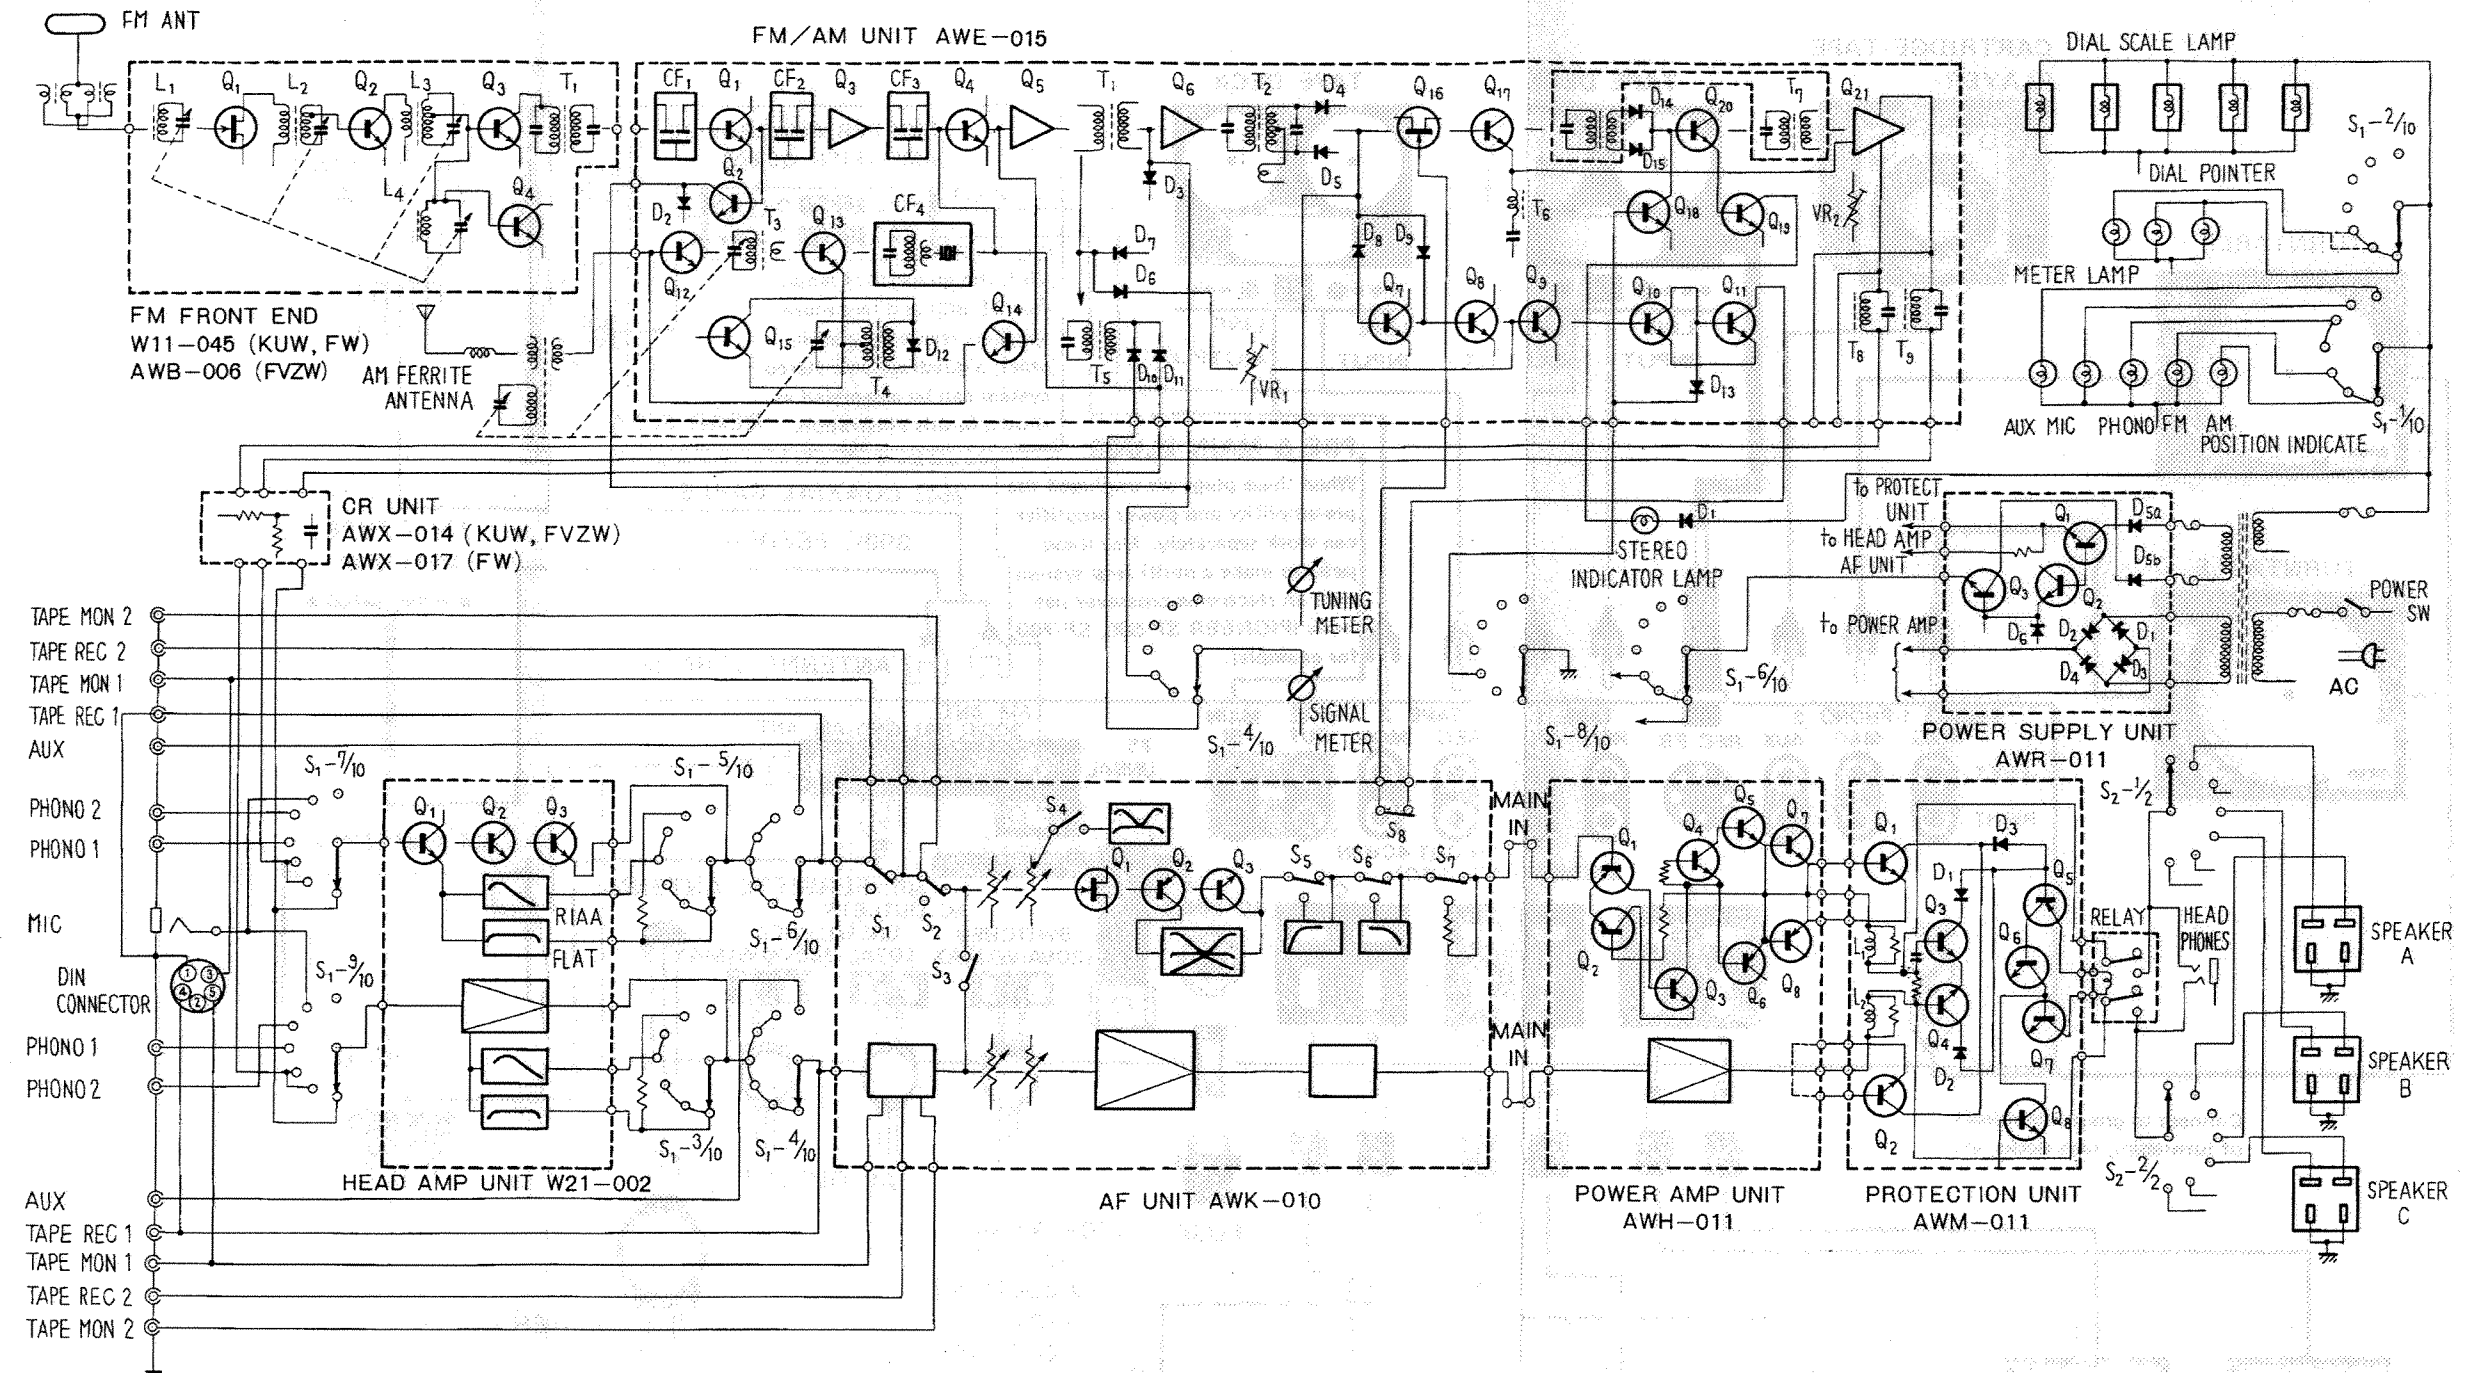 FM ANT
FM/AM UNIT AWE-015
L1 Q1 L2 Q2 L3 Q3 T1
L4 Q4
FM FRONT END
W11-045 (KUW, FW)
AWB-006 (FVZW)
AM FERRITE
ANTENNA
CF1 Q1 CF2 Q3 CF3 Q4 Q5 T1 Q6 T2 D4 Q16 Q17 D14 Q20 T7 Q21
D15
Q2 D3 D5
D2 T3 Q13 CF4 D7 D8 D9 T6 Q18 Q19 VR2
Q12 D6
Q15 Q14 Q7 Q8 Q9 Q10 Q11
D12 T4 T5 D10 D11 VR1 D13 T8 T9
DIAL SCALE LAMP
S1-2/10
DIAL POINTER
METER LAMP
AUX MIC PHONO FM AM
S1-1/10
POSITION INDICATE
CR UNIT
AWX-014 (KUW, FVZW)
AWX-017 (FW)
D1
STEREO
INDICATOR LAMP
to PROTECT
UNIT
to HEAD AMP
AF UNIT
to POWER AMP
Q1 D5a
D5b
Q3 Q2
D6 D2 D1
D4 D3
POWER
SW
AC
POWER SUPPLY UNIT
AWR-011
TUNING
METER
SIGNAL
METER
S1-4/10
S1-8/10
S1-6/10
TAPE MON 2
TAPE REC 2
TAPE MON 1
TAPE REC 1
AUX
PHONO 2
PHONO 1
MIC
DIN
CONNECTOR
1 3
4 5
2
PHONO 1
PHONO 2
AUX
TAPE REC 1
TAPE MON 1
TAPE REC 2
TAPE MON 2
S1-7/10
S1-9/10
Q1 Q2 Q3
RIAA
FLAT
HEAD AMP UNIT W21-002
S1-5/10
S1-6/10
S1-3/10
S1-4/10
S1 S2 S3 S4
Q1 Q2 Q3
S5 S6 S7
S8
AF UNIT AWK-010
MAIN
IN
MAIN
IN
Q1 Q4 Q5 Q7
Q2 Q3 Q6 Q8
POWER AMP UNIT
AWH-011
Q1 D3
D1 Q5
Q3 Q6
L1
L2
Q4 Q7
D2
Q2 Q8
PROTECTION UNIT
AWM-011
S2-1/2
RELAY
HEAD
PHONES
S2-2/2
SPEAKER
A
SPEAKER
B
SPEAKER
C